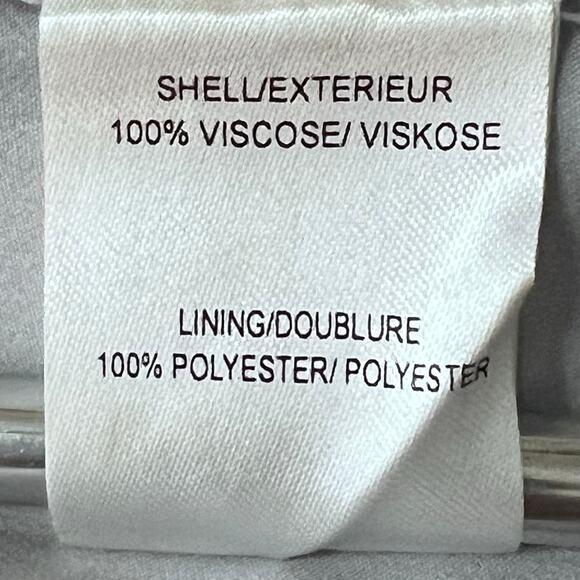 SHELL/EXTERIEUR
100% VISCOSE/ VISKOSE
LINING/DOUBLURE
100% POLYESTER/ POLYESTER